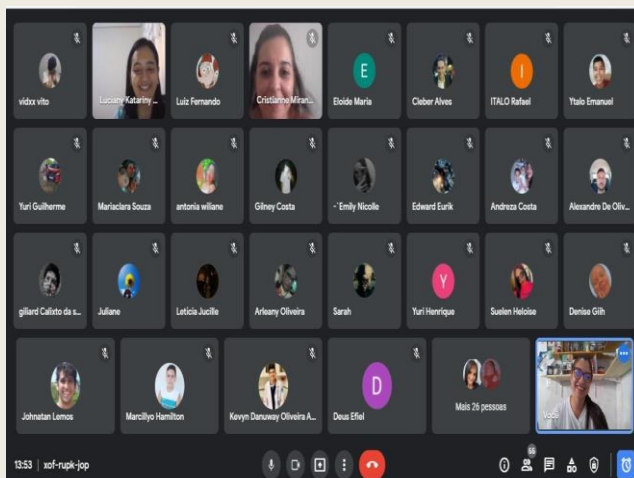 vidxx vito
Luciany Katariny ...
Luiz Fernando
Cristianne Miran...
E
Eloide Maria
Cleber Alves
I
ITALO Rafael
Ytalo Emanuel
Yuri Guilherme
Mariaclara Souza
antonia wiliane
Gilney Costa
-´Emily Nicolle
Edward Eurik
Andreza Costa
Alexandre De Oliv...
giliard Calixto da s...
Juliane
Leticia Jucille
Arleany Oliveira
Sarah
Y
Yuri Henrique
Suelen Heloise
Denise Giih
Johnatan Lemos
Marcillyo Hamilton
Kevyn Danuway Oliveira A...
D
Deus Efiel
Mais 26 pessoas
Você
13:53 | xof-rupk-jop